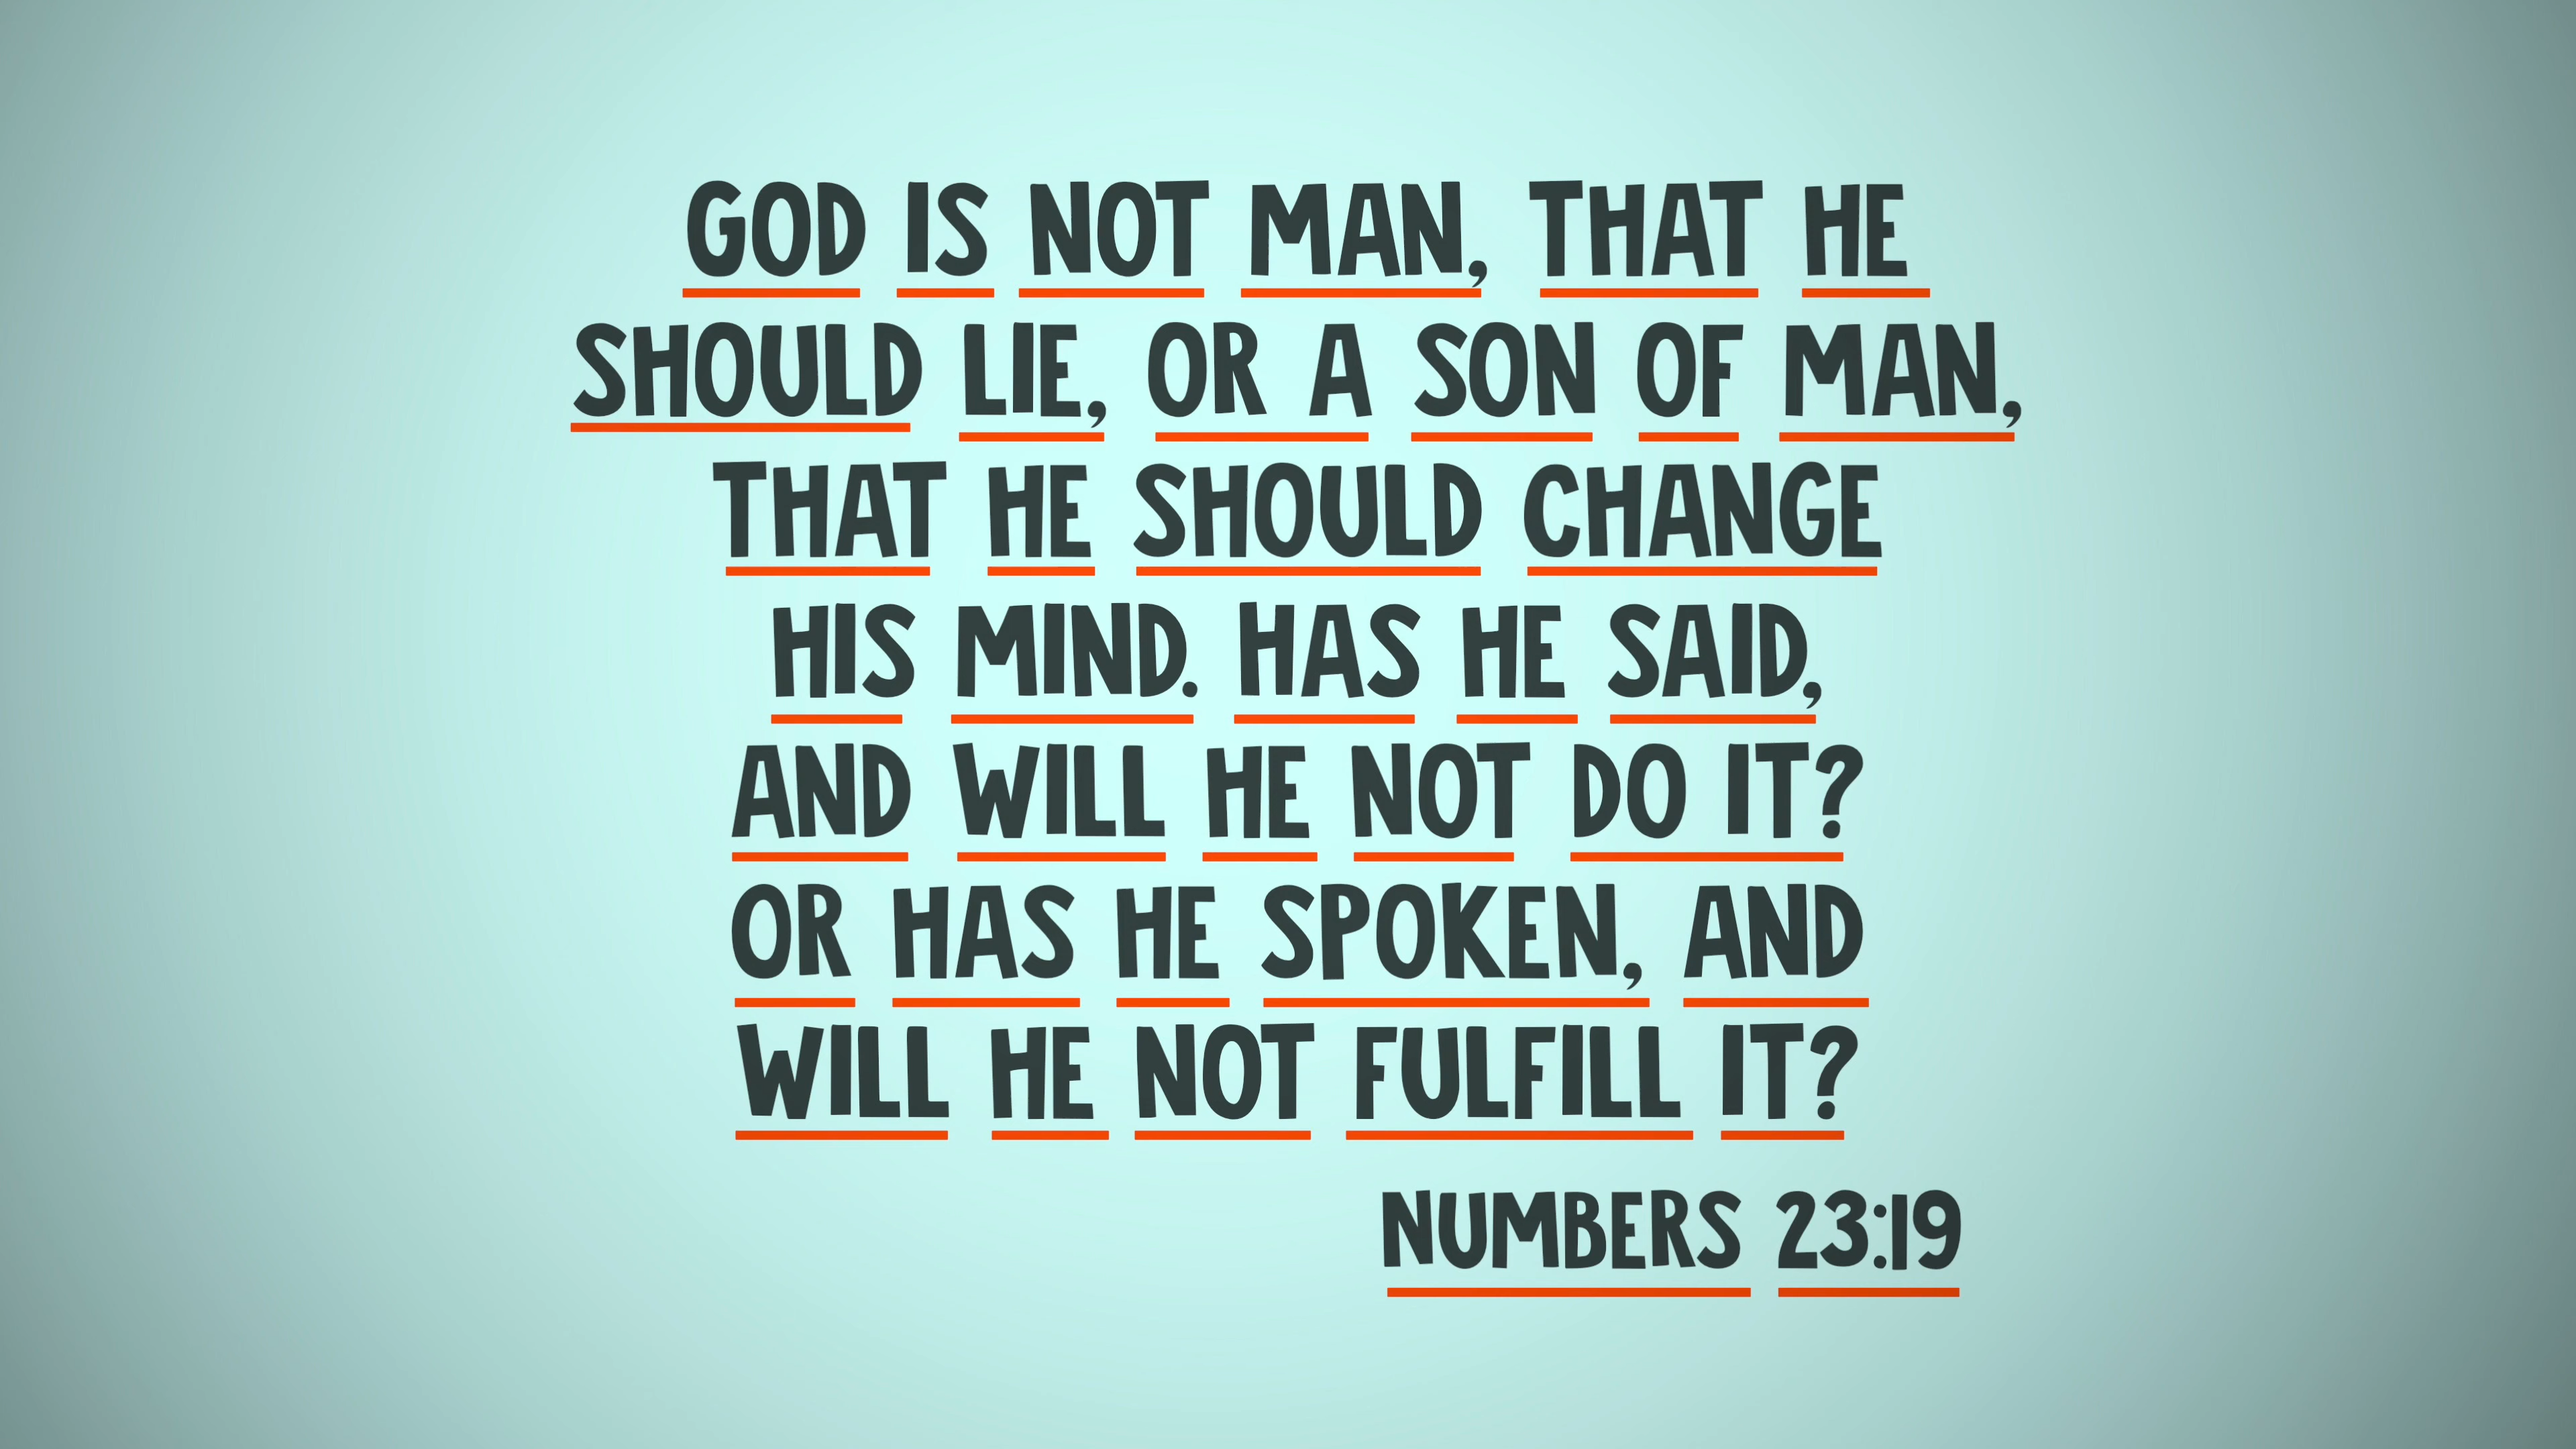 GOD IS NOT MAN, THAT HE
SHOULD LIE, OR A SON OF MAN,
THAT HE SHOULD CHANGE
HIS MIND. HAS HE SAID,
AND WILL HE NOT DO IT?
OR HAS HE SPOKEN, AND
WILL HE NOT FULFILL IT?
NUMBERS 23:19